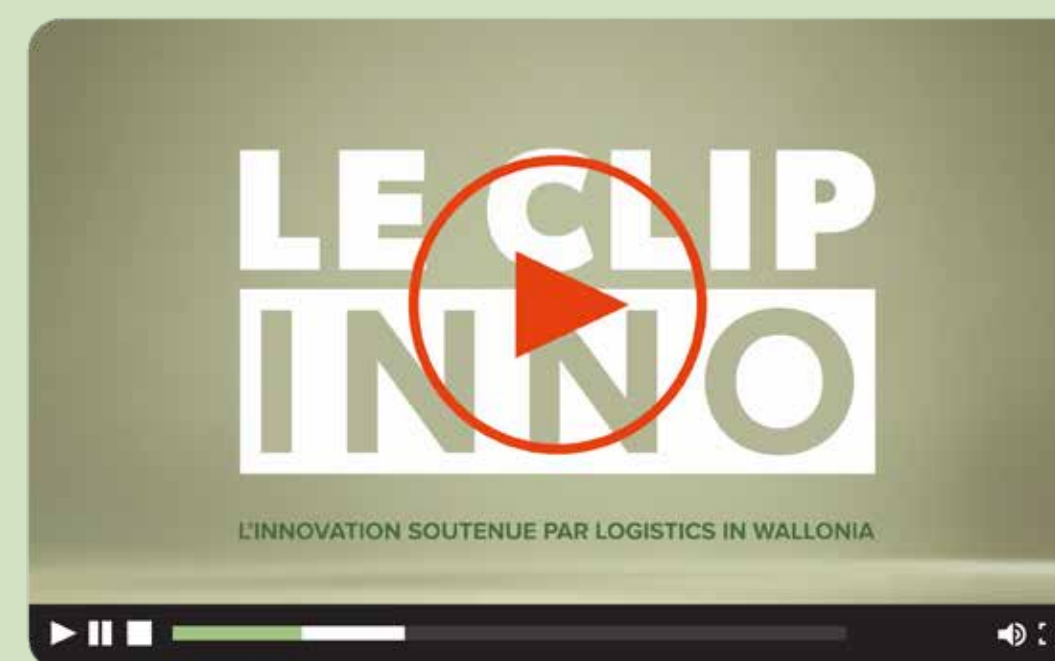 LE CLIP
INNO
L'INNOVATION SOUTENUE PAR LOGISTICS IN WALLONIA